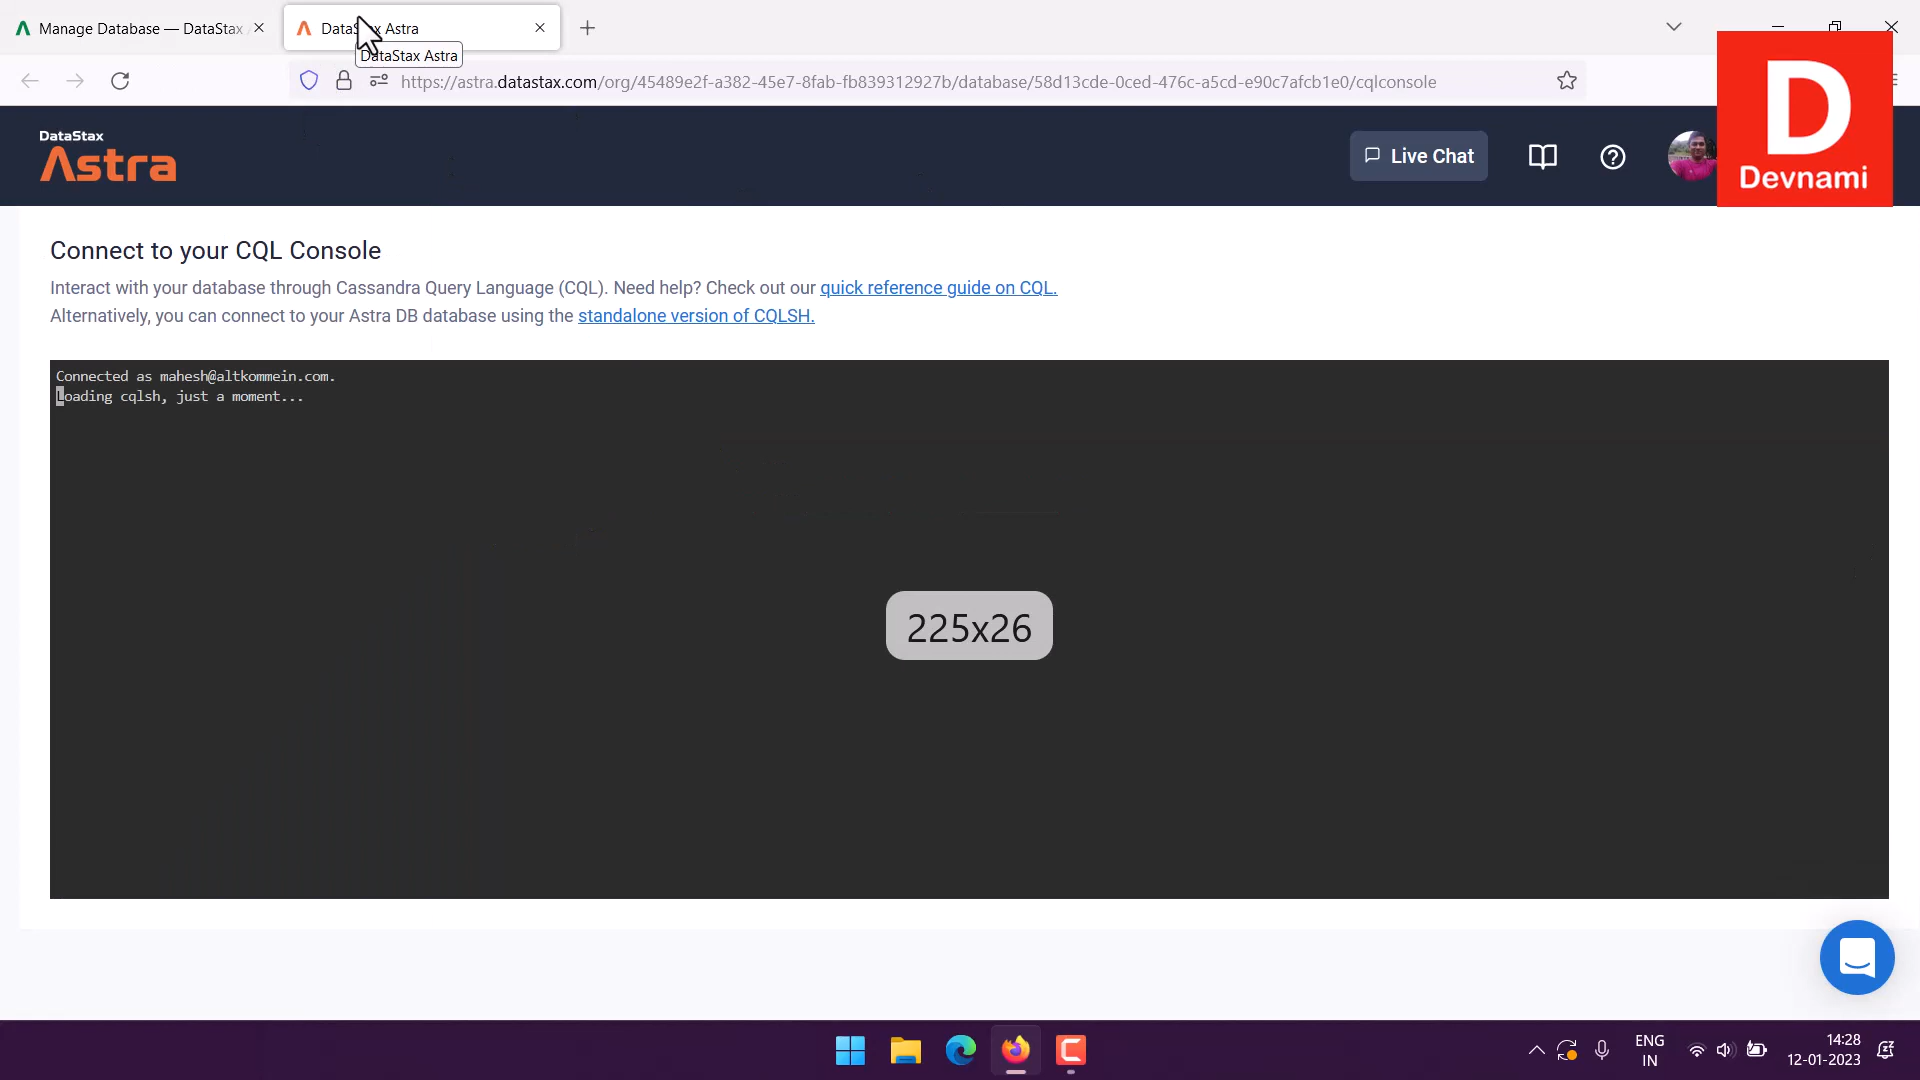 Manage Database — DataStax
DataS x Astra
DataStax Astra
https://astra.datastax.com/org/45489e2f-a382-45e7-8fab-fb839312927b/database/58d13cde-0ced-476c-a5cd-e90c7afcb1e0/cqlconsole
DataStax
Astra
Live Chat
D
Devnami
Connect to your CQL Console
Interact with your database through Cassandra Query Language (CQL). Need help? Check out our quick reference guide on CQL.
Alternatively, you can connect to your Astra DB database using the standalone version of CQLSH.
Connected as mahesh@altkommein.com.
Loading cqlsh, just a moment...
225x26
ENG
IN
14:28
12-01-2023